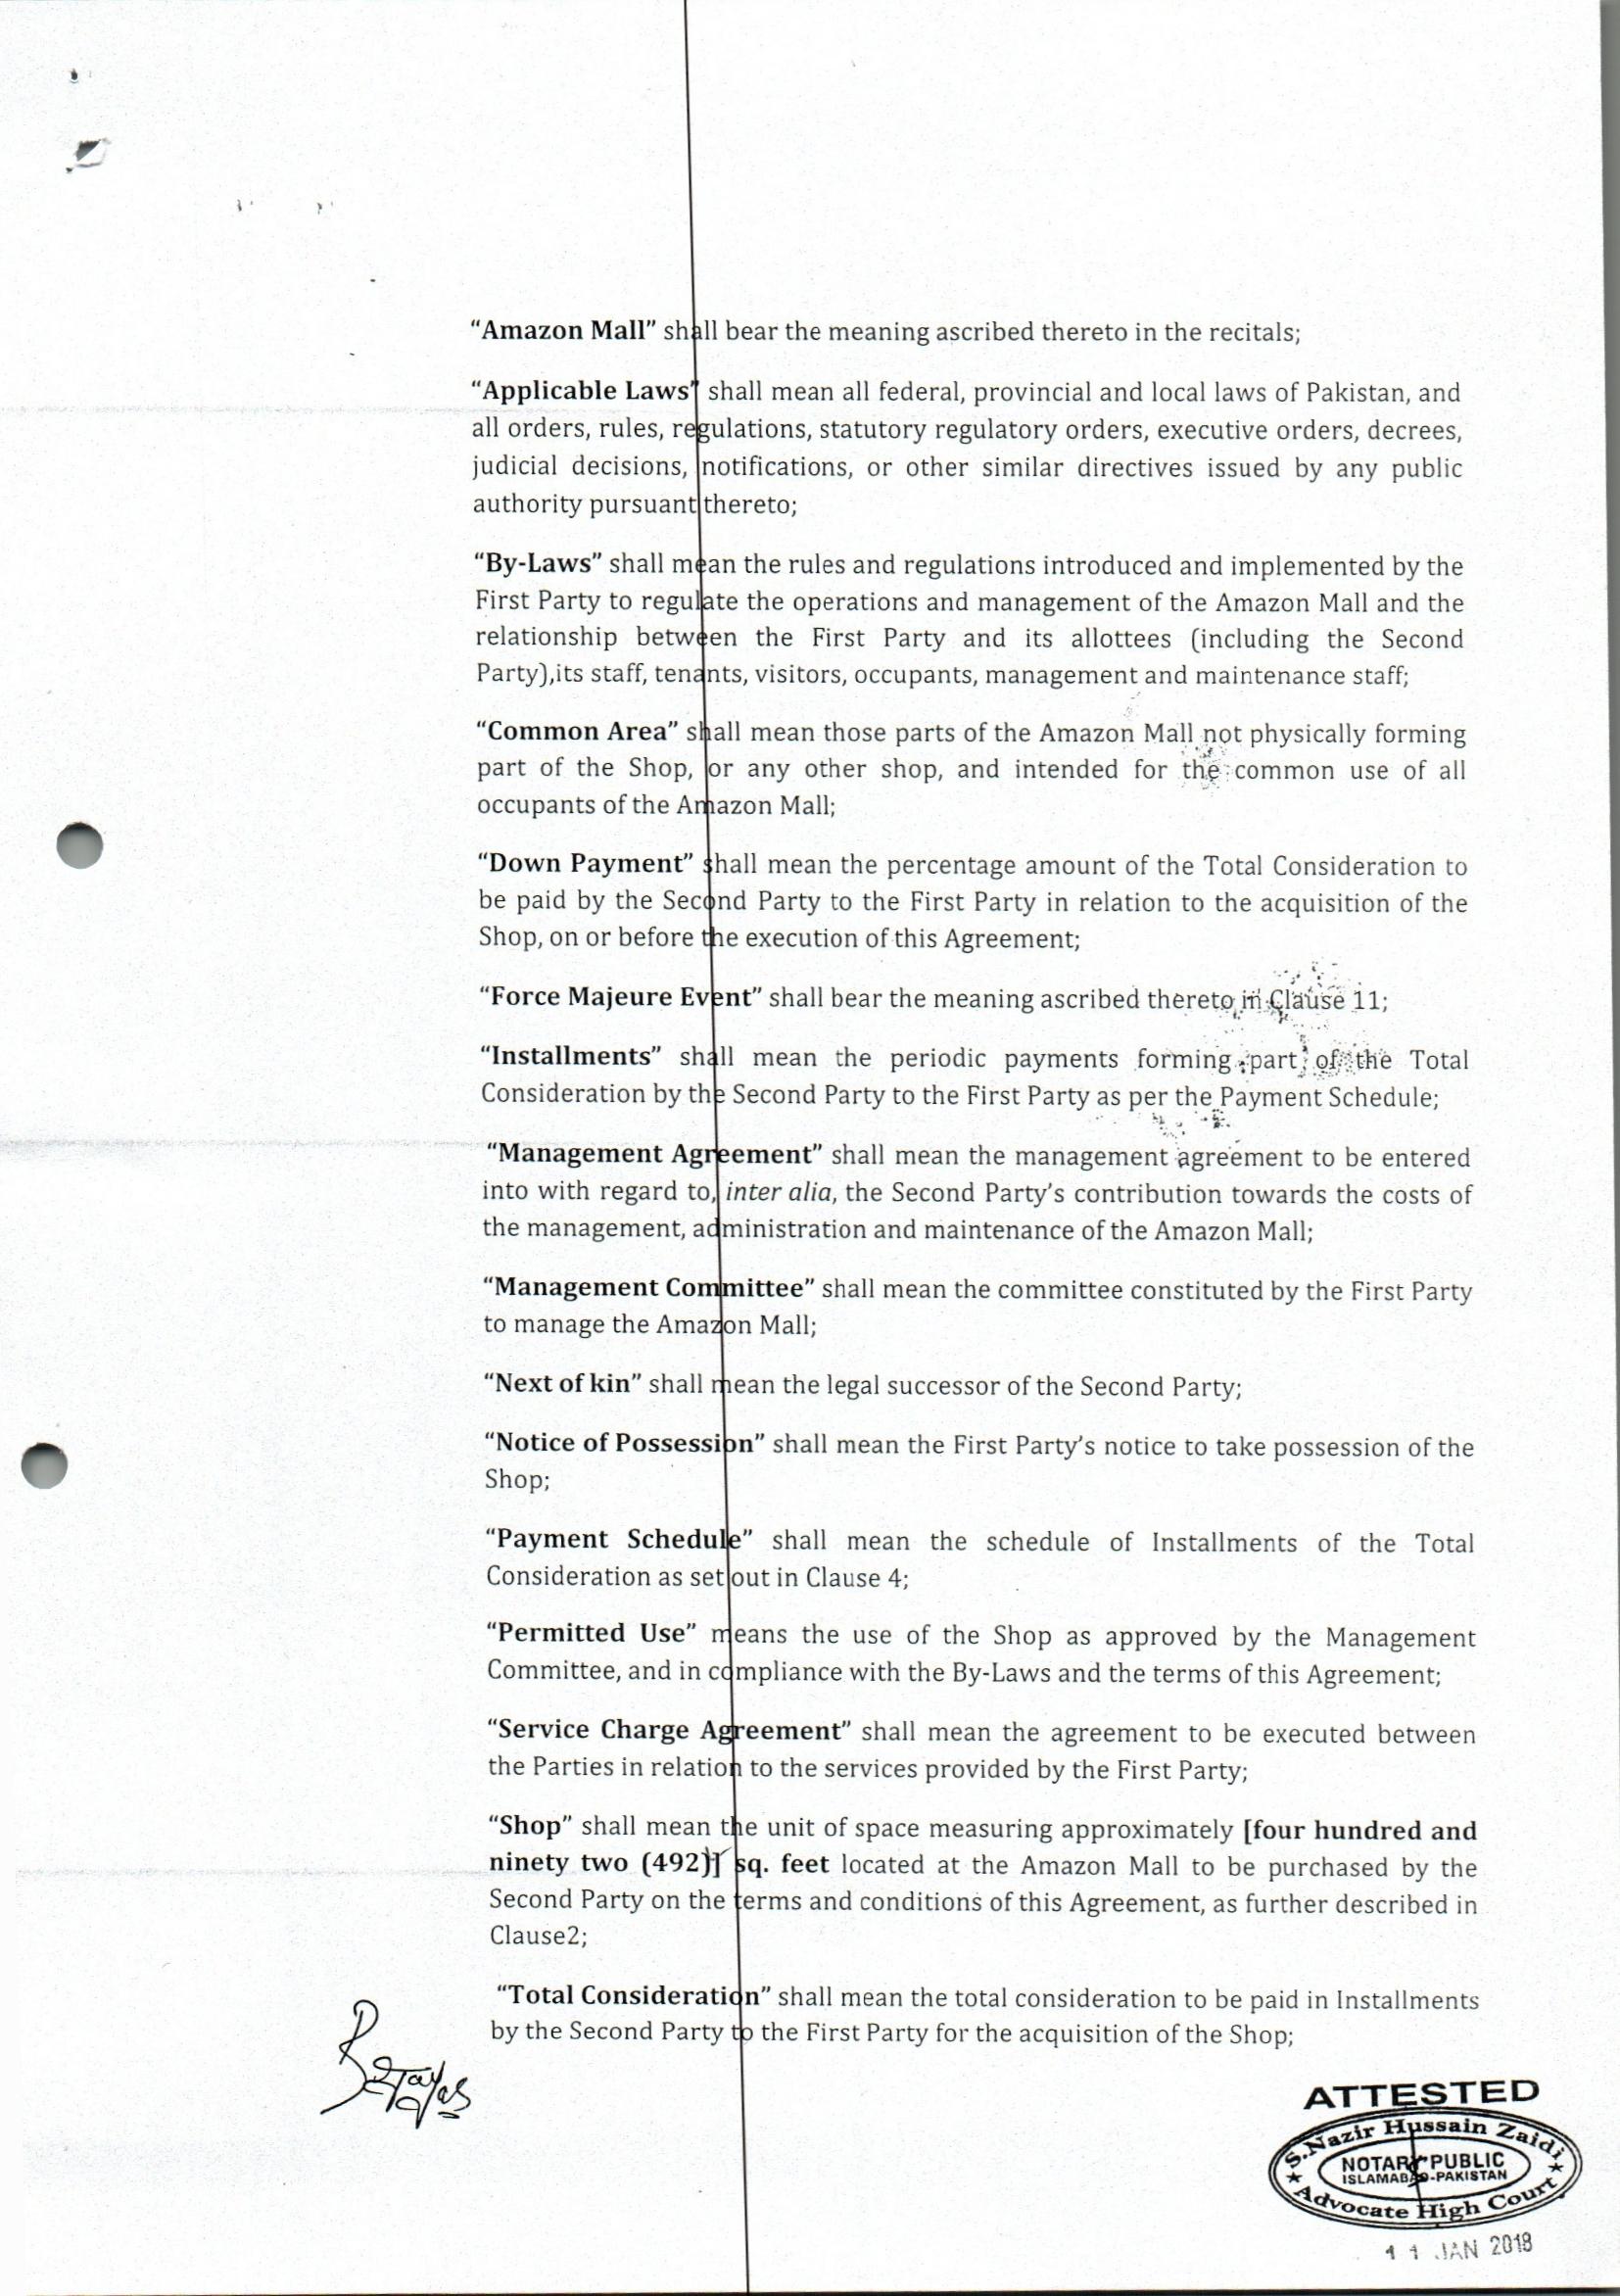 “Amazon Mall” shall bear the meaning ascribed thereto in the recitals;
“Applicable Laws” shall mean all federal, provincial and local laws of Pakistan, and
all orders, rules, regulations, statutory regulatory orders, executive orders, decrees,
judicial decisions, notifications, or other similar directives issued by any public
authority pursuant thereto;
“By-Laws” shall mean the rules and regulations introduced and implemented by the
First Party to regulate the operations and management of the Amazon Mall and the
relationship between the First Party and its allottees (including the Second
Party),its staff, tenants, visitors, occupants, management and maintenance staff;
“Common Area” shall mean those parts of the Amazon Mall not physically forming
part of the Shop, or any other shop, and intended for the common use of all
occupants of the Amazon Mall;
“Down Payment” shall mean the percentage amount of the Total Consideration to
be paid by the Second Party to the First Party in relation to the acquisition of the
Shop, on or before the execution of this Agreement;
“Force Majeure Event” shall bear the meaning ascribed thereto in Clause 11;
“Installments” shall mean the periodic payments forming part of the Total
Consideration by the Second Party to the First Party as per the Payment Schedule;
“Management Agreement” shall mean the management agreement to be entered
into with regard to, inter alia, the Second Party’s contribution towards the costs of
the management, administration and maintenance of the Amazon Mall;
“Management Committee” shall mean the committee constituted by the First Party
to manage the Amazon Mall;
“Next of kin” shall mean the legal successor of the Second Party;
“Notice of Possession” shall mean the First Party’s notice to take possession of the
Shop;
“Payment Schedule” shall mean the schedule of Installments of the Total
Consideration as set out in Clause 4;
“Permitted Use” means the use of the Shop as approved by the Management
Committee, and in compliance with the By-Laws and the terms of this Agreement;
“Service Charge Agreement” shall mean the agreement to be executed between
the Parties in relation to the services provided by the First Party;
“Shop” shall mean the unit of space measuring approximately [four hundred and
ninety two (492)] sq. feet located at the Amazon Mall to be purchased by the
Second Party on the terms and conditions of this Agreement, as further described in
Clause2;
“Total Consideration” shall mean the total consideration to be paid in Installments
by the Second Party to the First Party for the acquisition of the Shop;
ATTESTED
S.Nazir Hussain Zaidi
NOTARY PUBLIC
ISLAMABAD-PAKISTAN
Advocate High Court
11 JAN 2018